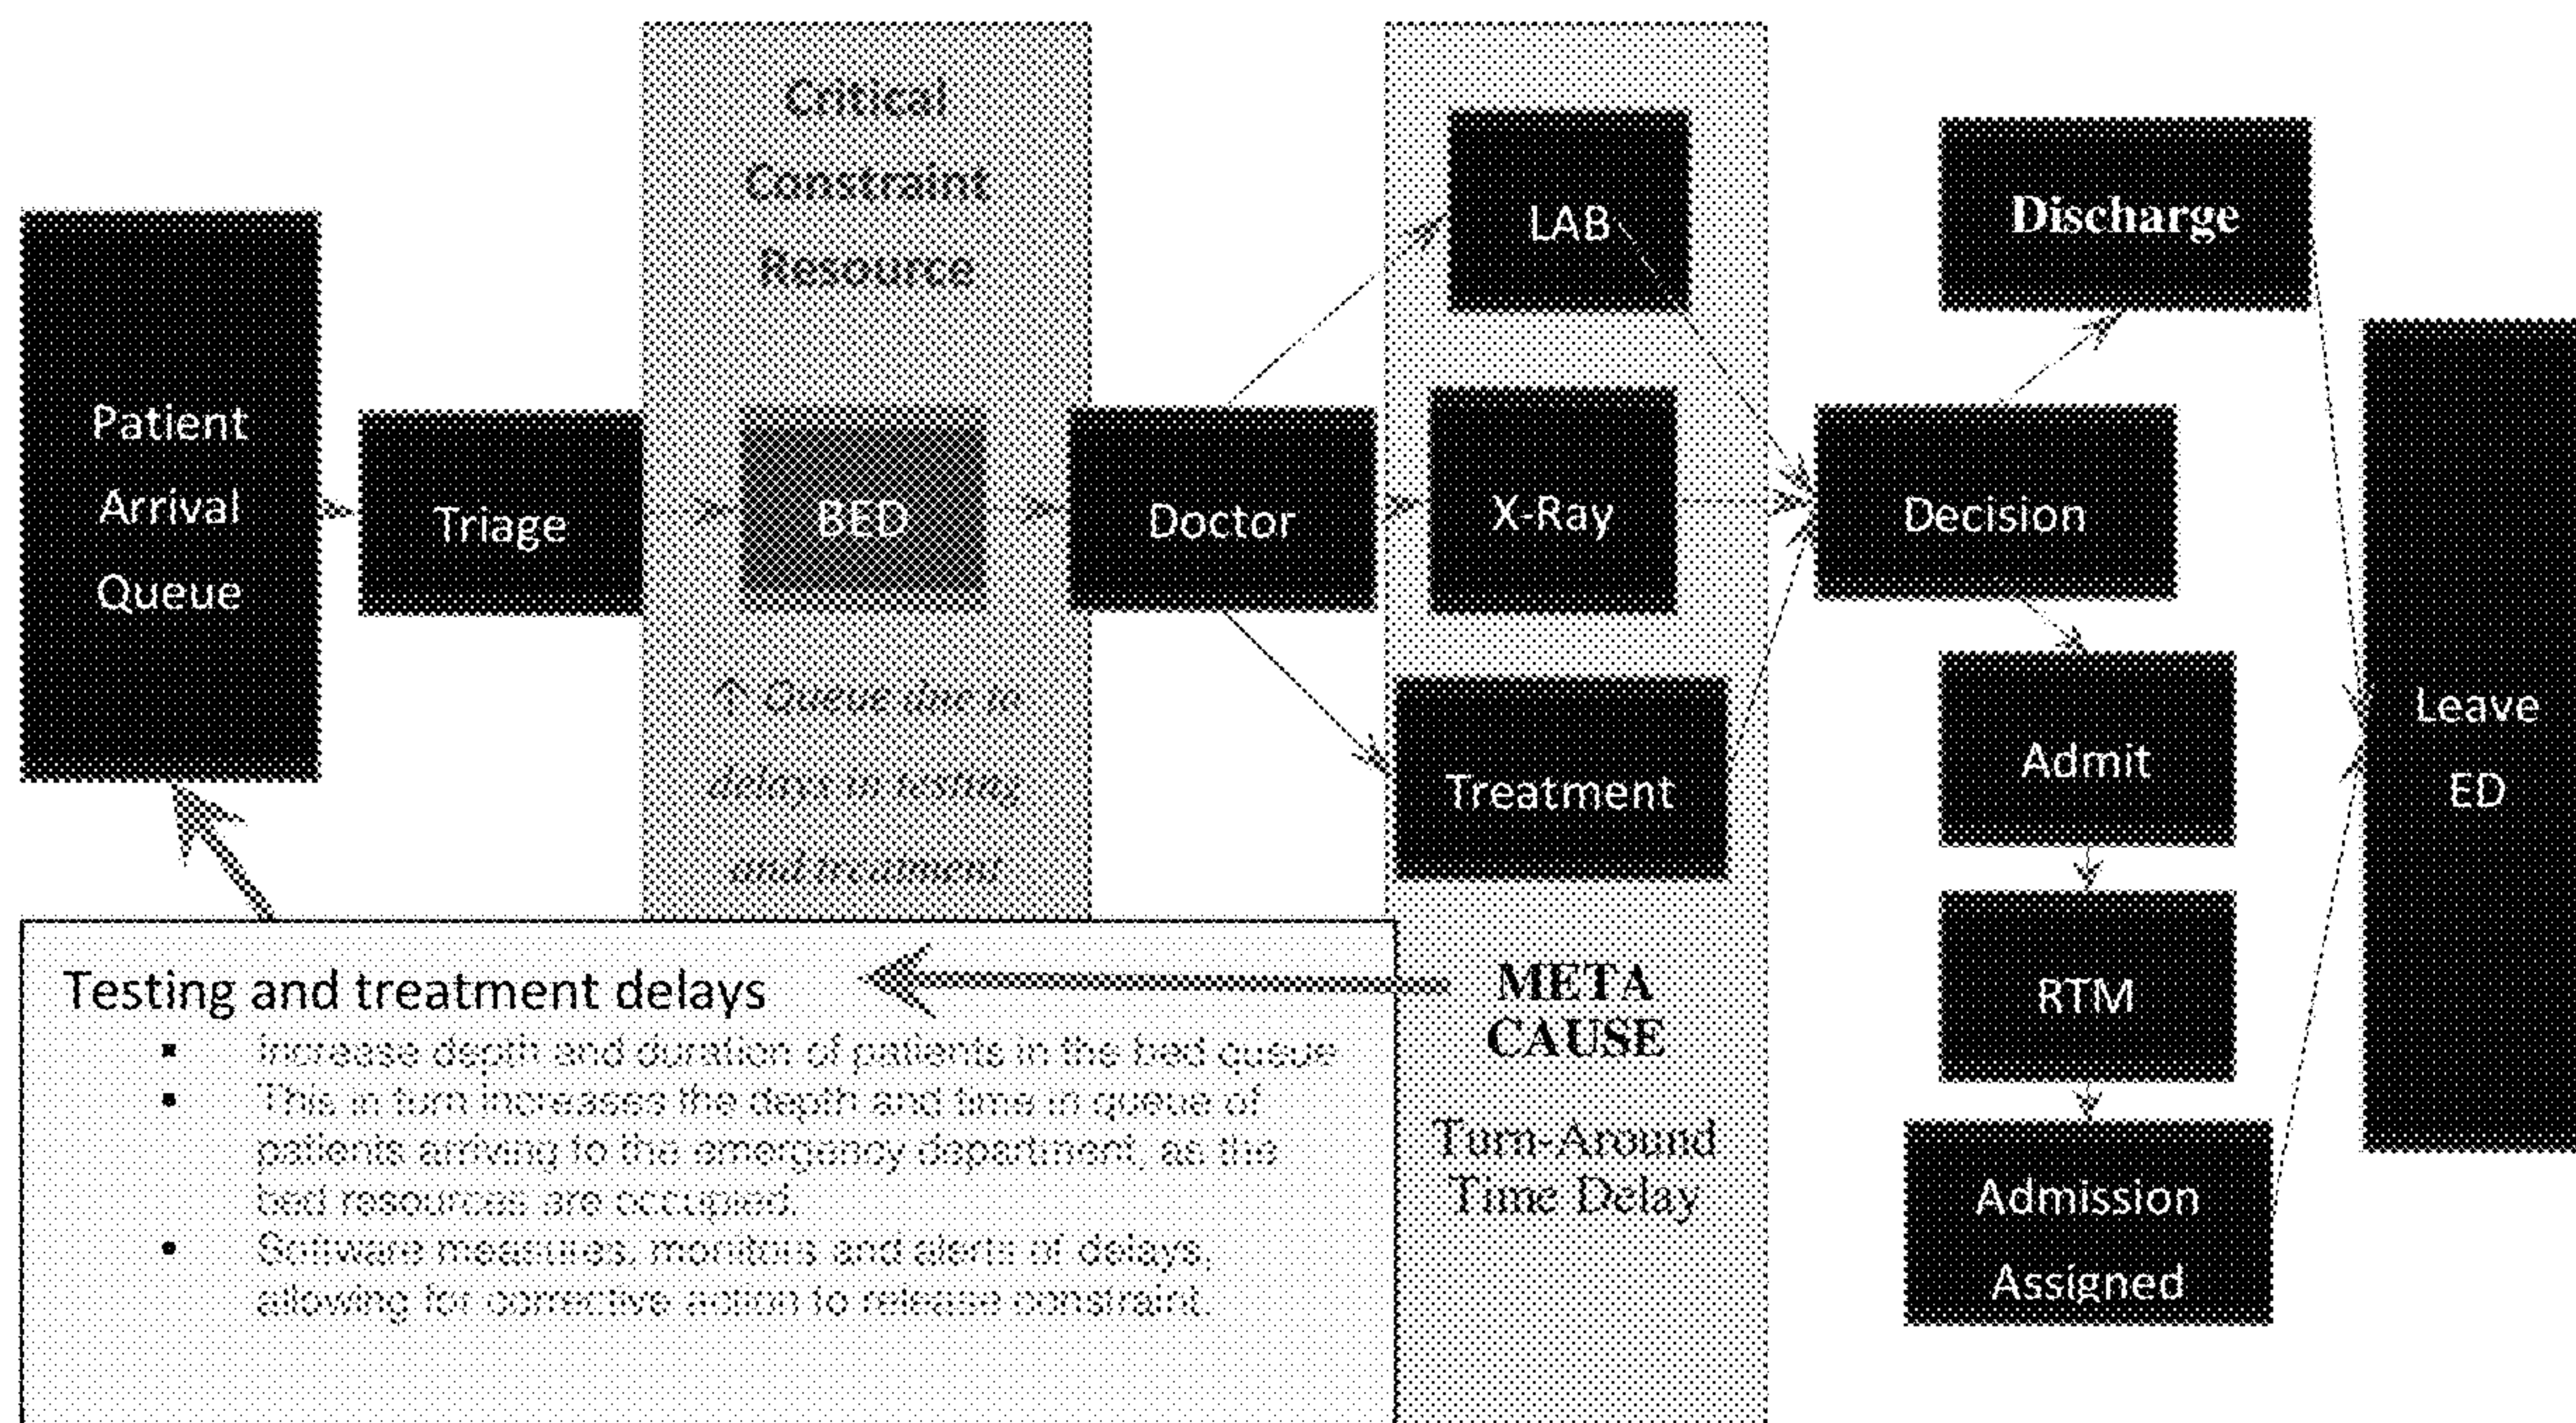 Patient
Arrival
Queue
Triage
Critical
Constraint
Resource
BED
↑ Queue due to
delays in testing
and treatment
Doctor
LAB
X-Ray
Treatment
META
CAUSE
Turn-Around
Time Delay
Decision
Discharge
Admit
RTM
Admission
Assigned
Leave
ED
Testing and treatment delays
▪ Increase depth and duration of patients in the bed queue
• This in turn increases the depth and time in queue of
patients arriving to the emergency department, as the
bed resources are occupied.
• Software measures, monitors and alerts of delays,
allowing for corrective action to release constraint.